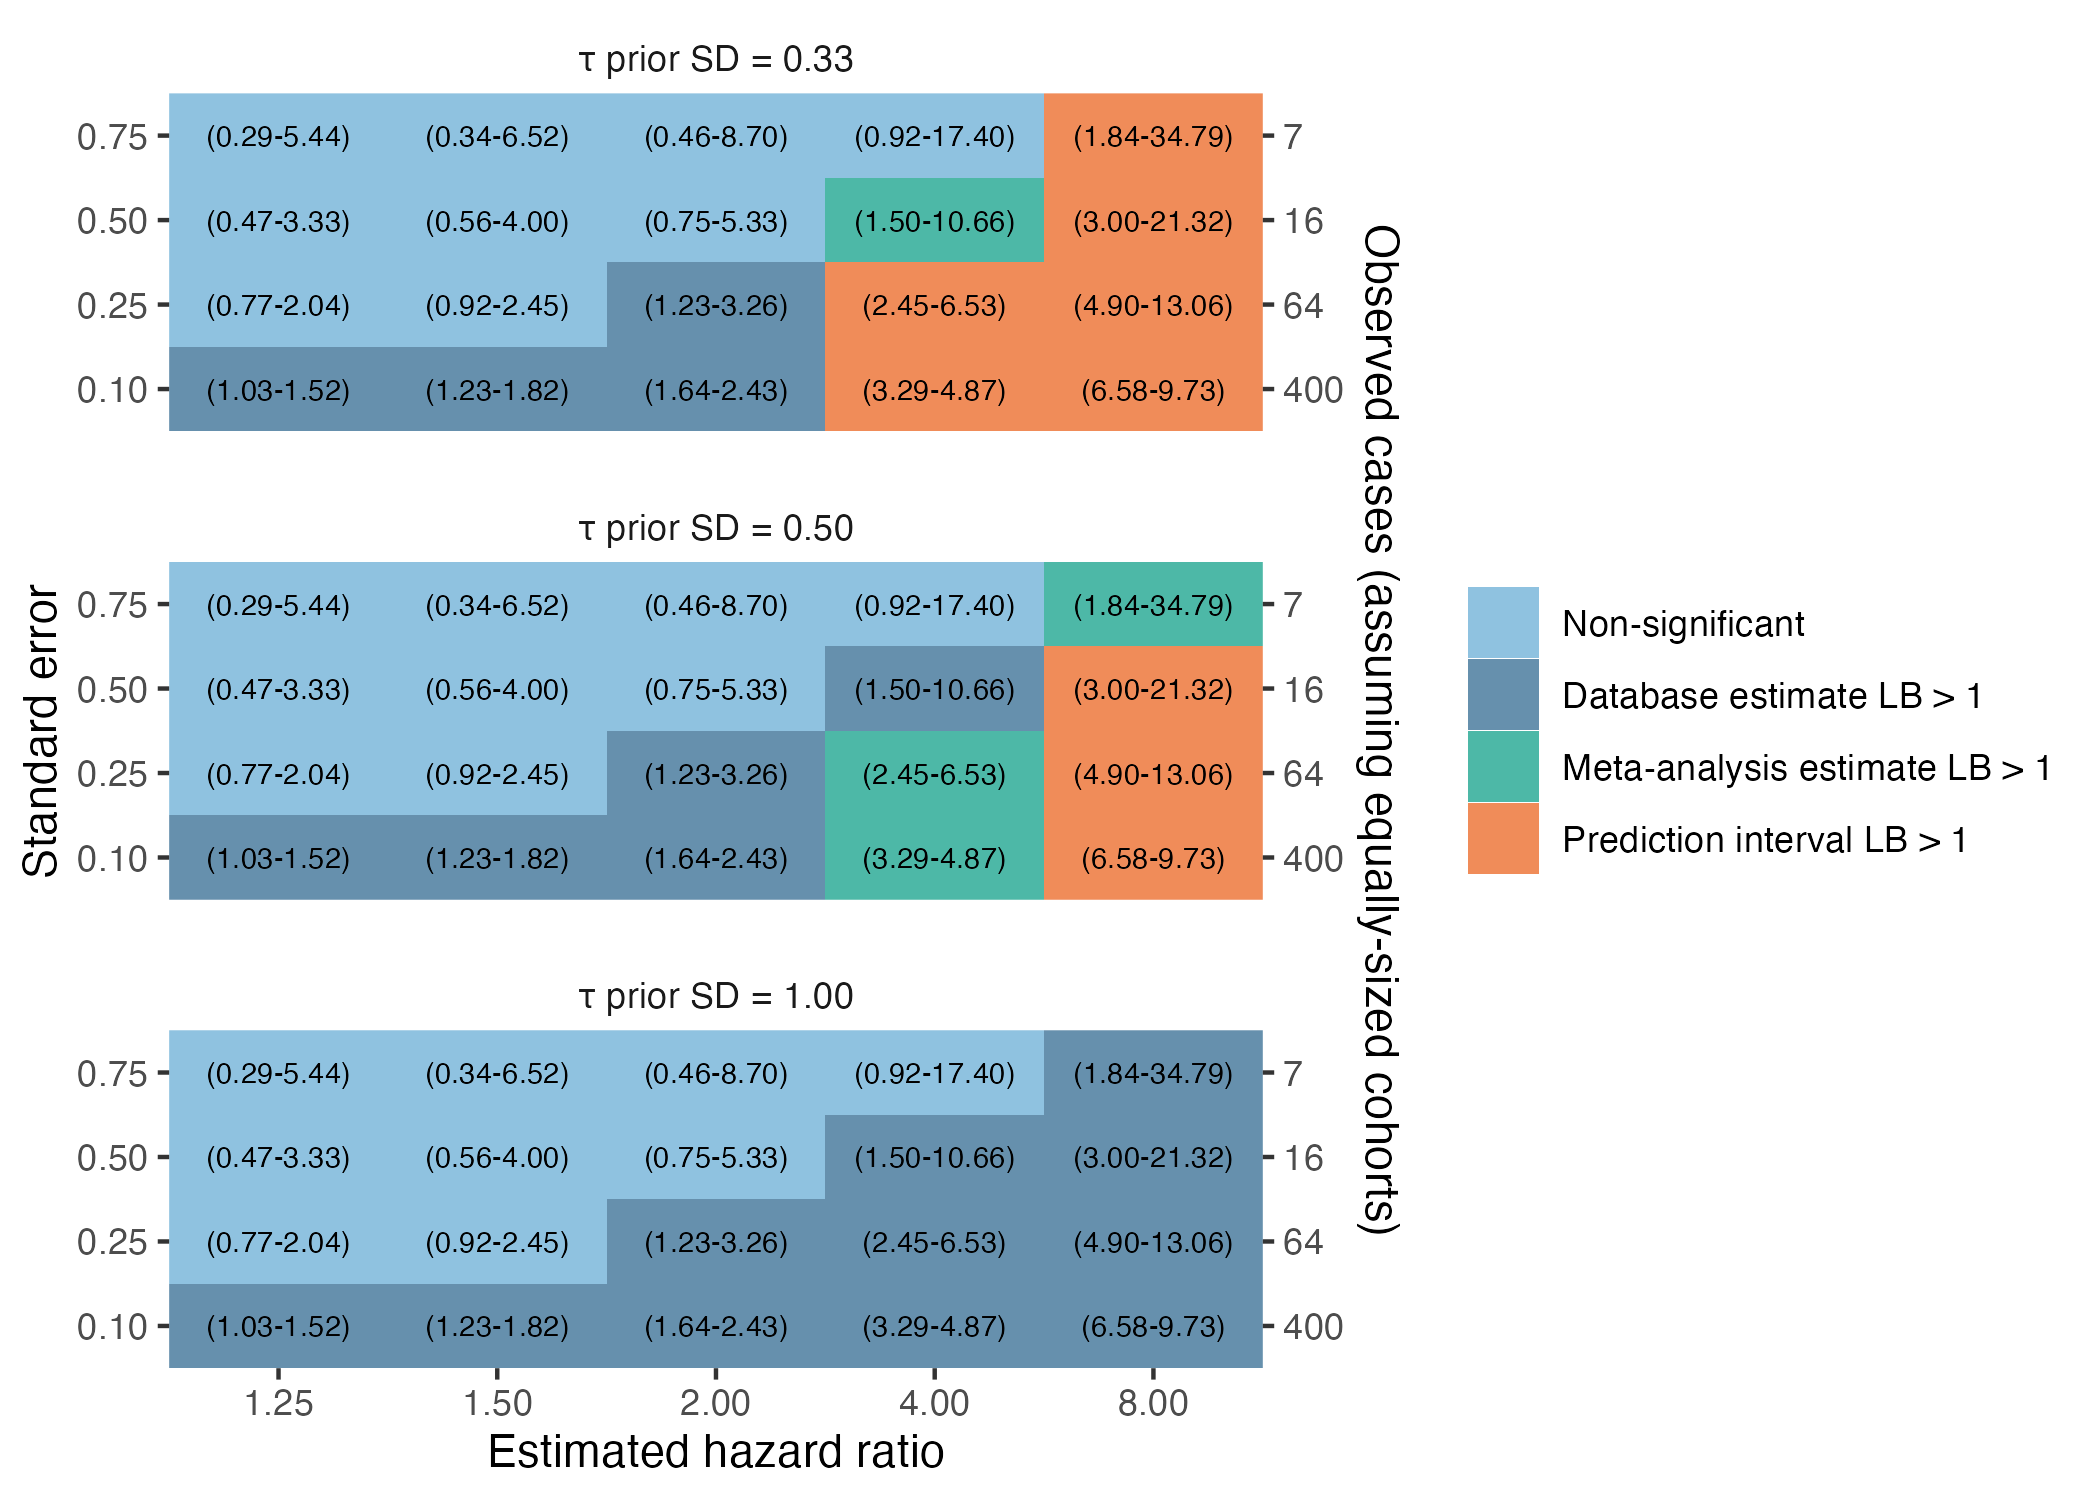 τ prior SD = 0.33
0.75 (0.29-5.44) (0.34-6.52) (0.46-8.70) (0.92-17.40) (1.84-34.79) 7
0.50 (0.47-3.33) (0.56-4.00) (0.75-5.33) (1.50-10.66) (3.00-21.32) 16
0.25 (0.77-2.04) (0.92-2.45) (1.23-3.26) (2.45-6.53) (4.90-13.06) 64
0.10 (1.03-1.52) (1.23-1.82) (1.64-2.43) (3.29-4.87) (6.58-9.73) 400
τ prior SD = 0.50
0.75 (0.29-5.44) (0.34-6.52) (0.46-8.70) (0.92-17.40) (1.84-34.79) 7
0.50 (0.47-3.33) (0.56-4.00) (0.75-5.33) (1.50-10.66) (3.00-21.32) 16
0.25 (0.77-2.04) (0.92-2.45) (1.23-3.26) (2.45-6.53) (4.90-13.06) 64
0.10 (1.03-1.52) (1.23-1.82) (1.64-2.43) (3.29-4.87) (6.58-9.73) 400
τ prior SD = 1.00
0.75 (0.29-5.44) (0.34-6.52) (0.46-8.70) (0.92-17.40) (1.84-34.79) 7
0.50 (0.47-3.33) (0.56-4.00) (0.75-5.33) (1.50-10.66) (3.00-21.32) 16
0.25 (0.77-2.04) (0.92-2.45) (1.23-3.26) (2.45-6.53) (4.90-13.06) 64
0.10 (1.03-1.52) (1.23-1.82) (1.64-2.43) (3.29-4.87) (6.58-9.73) 400
1.25 1.50 2.00 4.00 8.00
Estimated hazard ratio
Standard error
Observed cases (assuming equally-sized cohorts)
Non-significant
Database estimate LB > 1
Meta-analysis estimate LB > 1
Prediction interval LB > 1